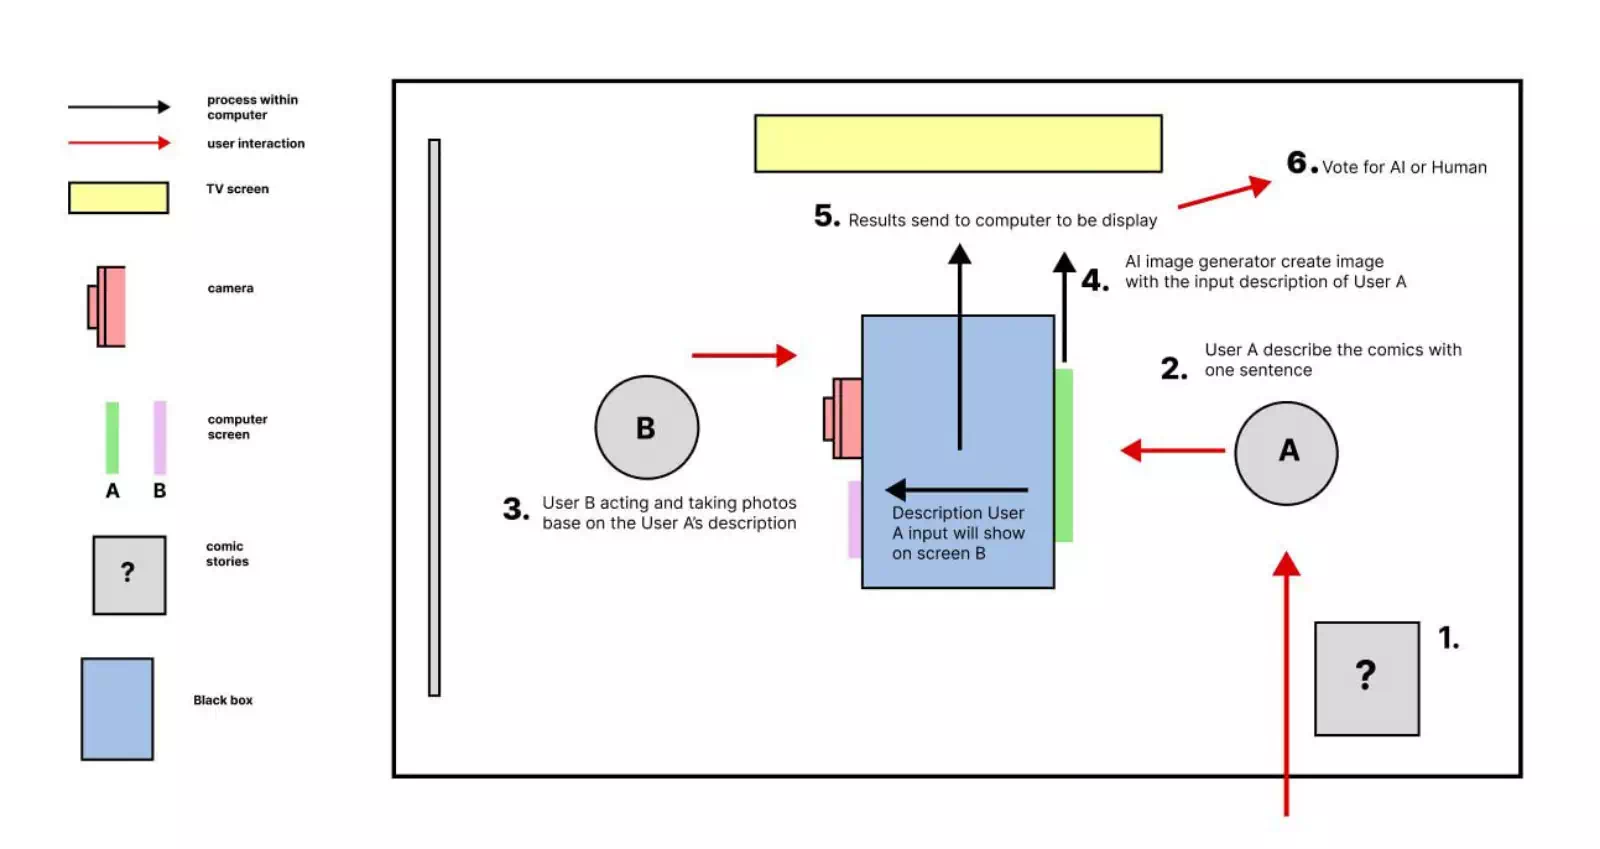 process within
computer
user interaction
TV screen
camera
computer
screen
A B
comic
stories
?
Black box
6. Vote for AI or Human
5. Results send to computer to be display
4. AI image generator create image
with the input description of User A
2. User A describe the comics with
one sentence
B
A
3. User B acting and taking photos
base on the User A's description
Description User
A input will show
on screen B
1.
?